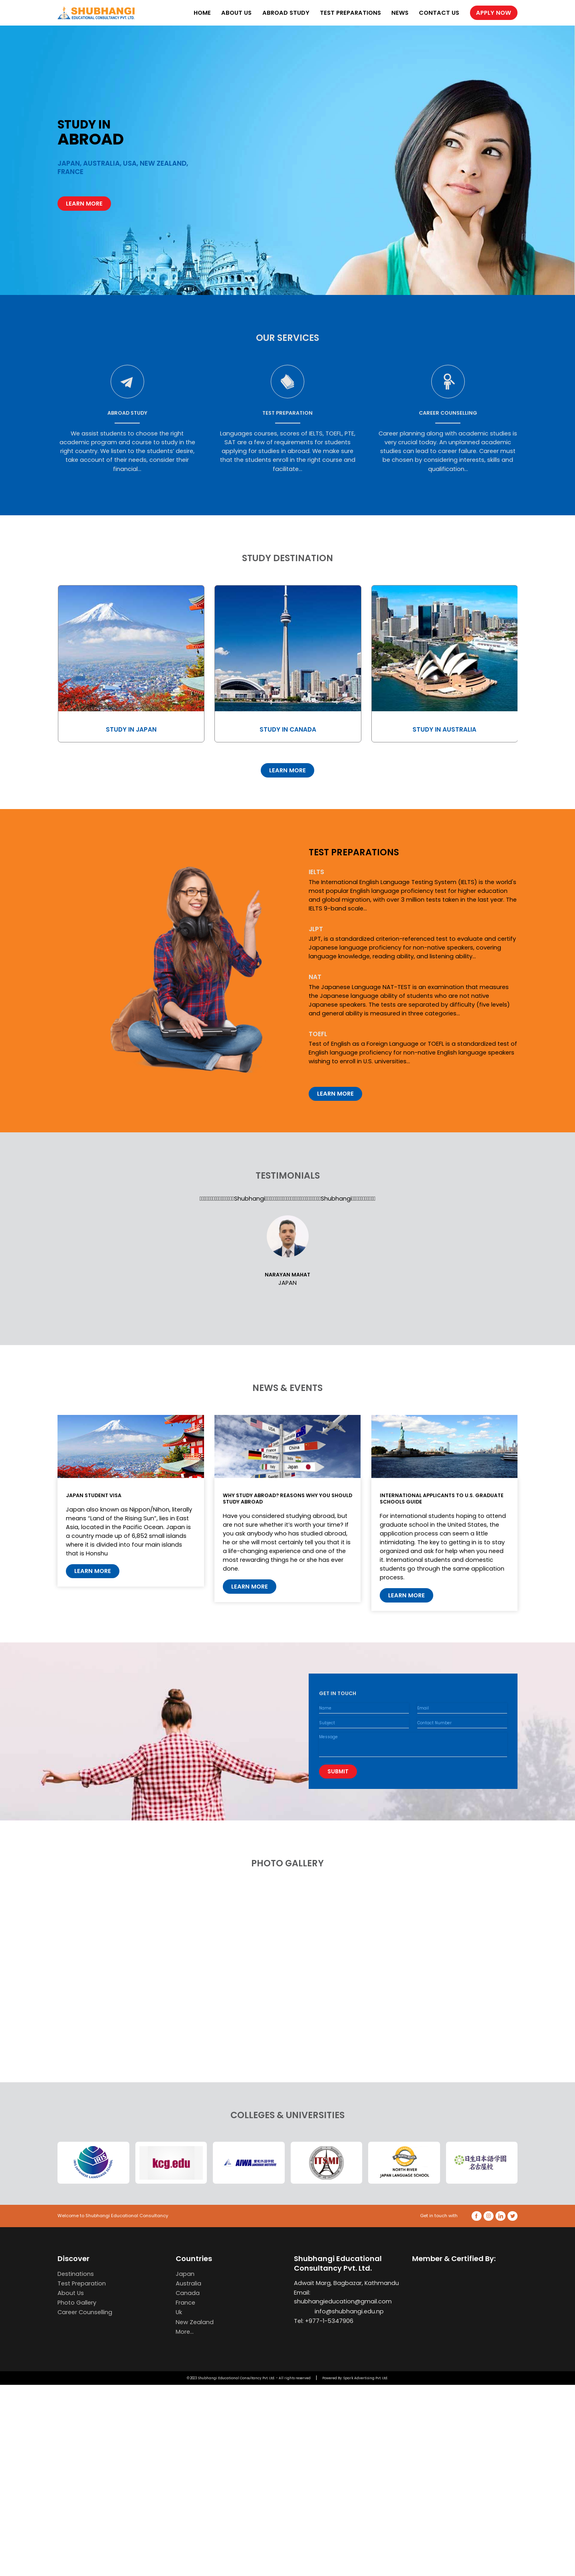 SHUBHANGI
EDUCATIONAL CONSULTANCY PVT. LTD.
HOME
ABOUT US
ABROAD STUDY
TEST PREPARATIONS
NEWS
CONTACT US
APPLY NOW
STUDY IN
ABROAD
JAPAN, AUSTRALIA, USA, NEW ZEALAND,
FRANCE
LEARN MORE
OUR SERVICES
ABROAD STUDY
We assist students to choose the right
academic program and course to study in the
right country. We listen to the students' desire,
take account of their needs, consider their
financial...
TEST PREPARATION
Languages courses, scores of IELTS, TOEFL, PTE,
SAT are a few of requirements for students
applying for studies in abroad. We make sure
that the students enroll in the right course and
facilitate...
CAREER COUNSELLING
Career planning along with academic studies is
very crucial today. An unplanned academic
studies can lead to career failure. Career must
be chosen by considering interests, skills and
qualification...
STUDY DESTINATION
STUDY IN JAPAN
STUDY IN CANADA
STUDY IN AUSTRALIA
LEARN MORE
TEST PREPARATIONS
IELTS
The International English Language Testing System (IELTS) is the world's
most popular English language proficiency test for higher education
and global migration, with over 3 million tests taken in the last year. The
IELTS 9-band scale...
JLPT
JLPT, is a standardized criterion-referenced test to evaluate and certify
Japanese language proficiency for non-native speakers, covering
language knowledge, reading ability, and listening ability...
NAT
The Japanese Language NAT-TEST is an examination that measures
the Japanese language ability of students who are not native
Japanese speakers. The tests are separated by difficulty (five levels)
and general ability is measured in three categories...
TOEFL
Test of English as a Foreign Language or TOEFL is a standardized test of
English language proficiency for non-native English language speakers
wishing to enroll in U.S. universities...
LEARN MORE
TESTIMONIALS
Shubhangi Shubhangi
NARAYAN MAHAT
JAPAN
NEWS & EVENTS
China
Japan
JAPAN STUDENT VISA
Japan also known as Nippon/Nihon, literally
means "Land of the Rising Sun", lies in East
Asia, located in the Pacific Ocean. Japan is
a country made up of 6,852 small islands
where it is divided into four main islands
that is Honshu
LEARN MORE
WHY STUDY ABROAD? REASONS WHY YOU SHOULD
STUDY ABROAD
Have you considered studying abroad, but
are not sure whether it's worth your time? If
you ask anybody who has studied abroad,
he or she will most certainly tell you that it is
a life-changing experience and one of the
most rewarding things he or she has ever
done.
LEARN MORE
INTERNATIONAL APPLICANTS TO U.S. GRADUATE
SCHOOLS GUIDE
For international students hoping to attend
graduate school in the United States, the
application process can seem a little
intimidating. The key to getting in is to stay
organized and ask for help when you need
it. International students and domestic
students go through the same application
process.
LEARN MORE
GET IN TOUCH
Name
Email
Subject
Contact Number
Message
SUBMIT
PHOTO GALLERY
COLLEGES & UNIVERSITIES
kcg.edu
AIWA
ITSMI
NORTH RIVER
JAPAN LANGUAGE SCHOOL
日生日本語学園
名古屋校
Welcome to Shubhangi Educational Consultancy
Get in touch with
Discover
Destinations
Test Preparation
About Us
Photo Gallery
Career Counselling
Countries
Japan
Australia
Canada
France
Uk
New Zealand
More...
Shubhangi Educational
Consultancy Pvt. Ltd.
Adwait Marg, Bagbazar, Kathmandu
Email:
shubhangieducation@gmail.com
info@shubhangi.edu.np
Tel: +977-1-5347906
Member & Certified By:
Shubhangi Educational Consultancy Pvt. Ltd. - All rights reserved | Powered By: Spark Advertising Pvt. Ltd.